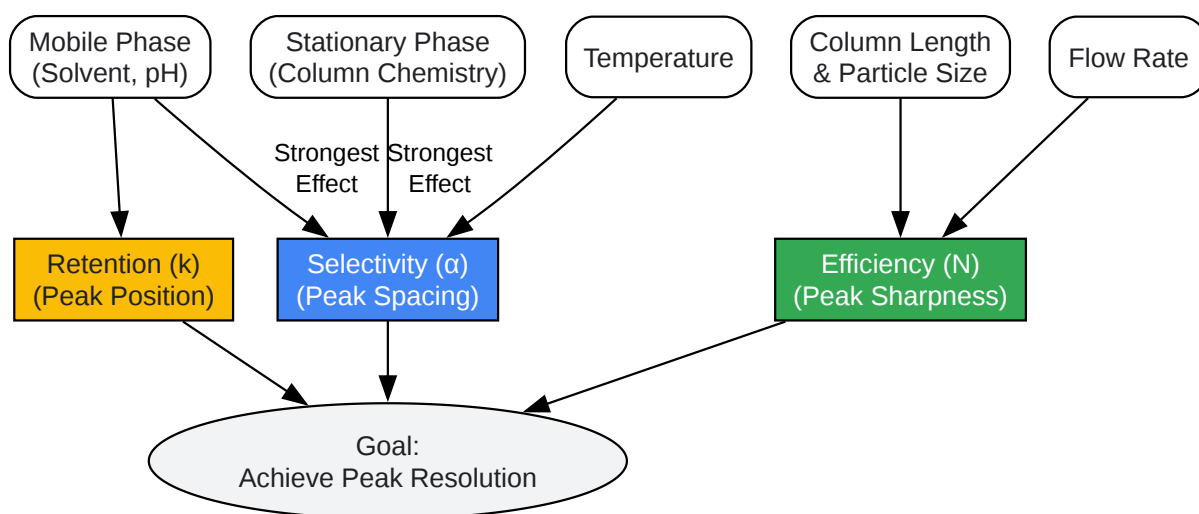 Mobile Phase
(Solvent, pH)
Stationary Phase
(Column Chemistry)
Temperature
Column Length
& Particle Size
Flow Rate
Strongest
Effect
Strongest
Effect
Retention (k)
(Peak Position)
Selectivity (α)
(Peak Spacing)
Efficiency (N)
(Peak Sharpness)
Goal:
Achieve Peak Resolution